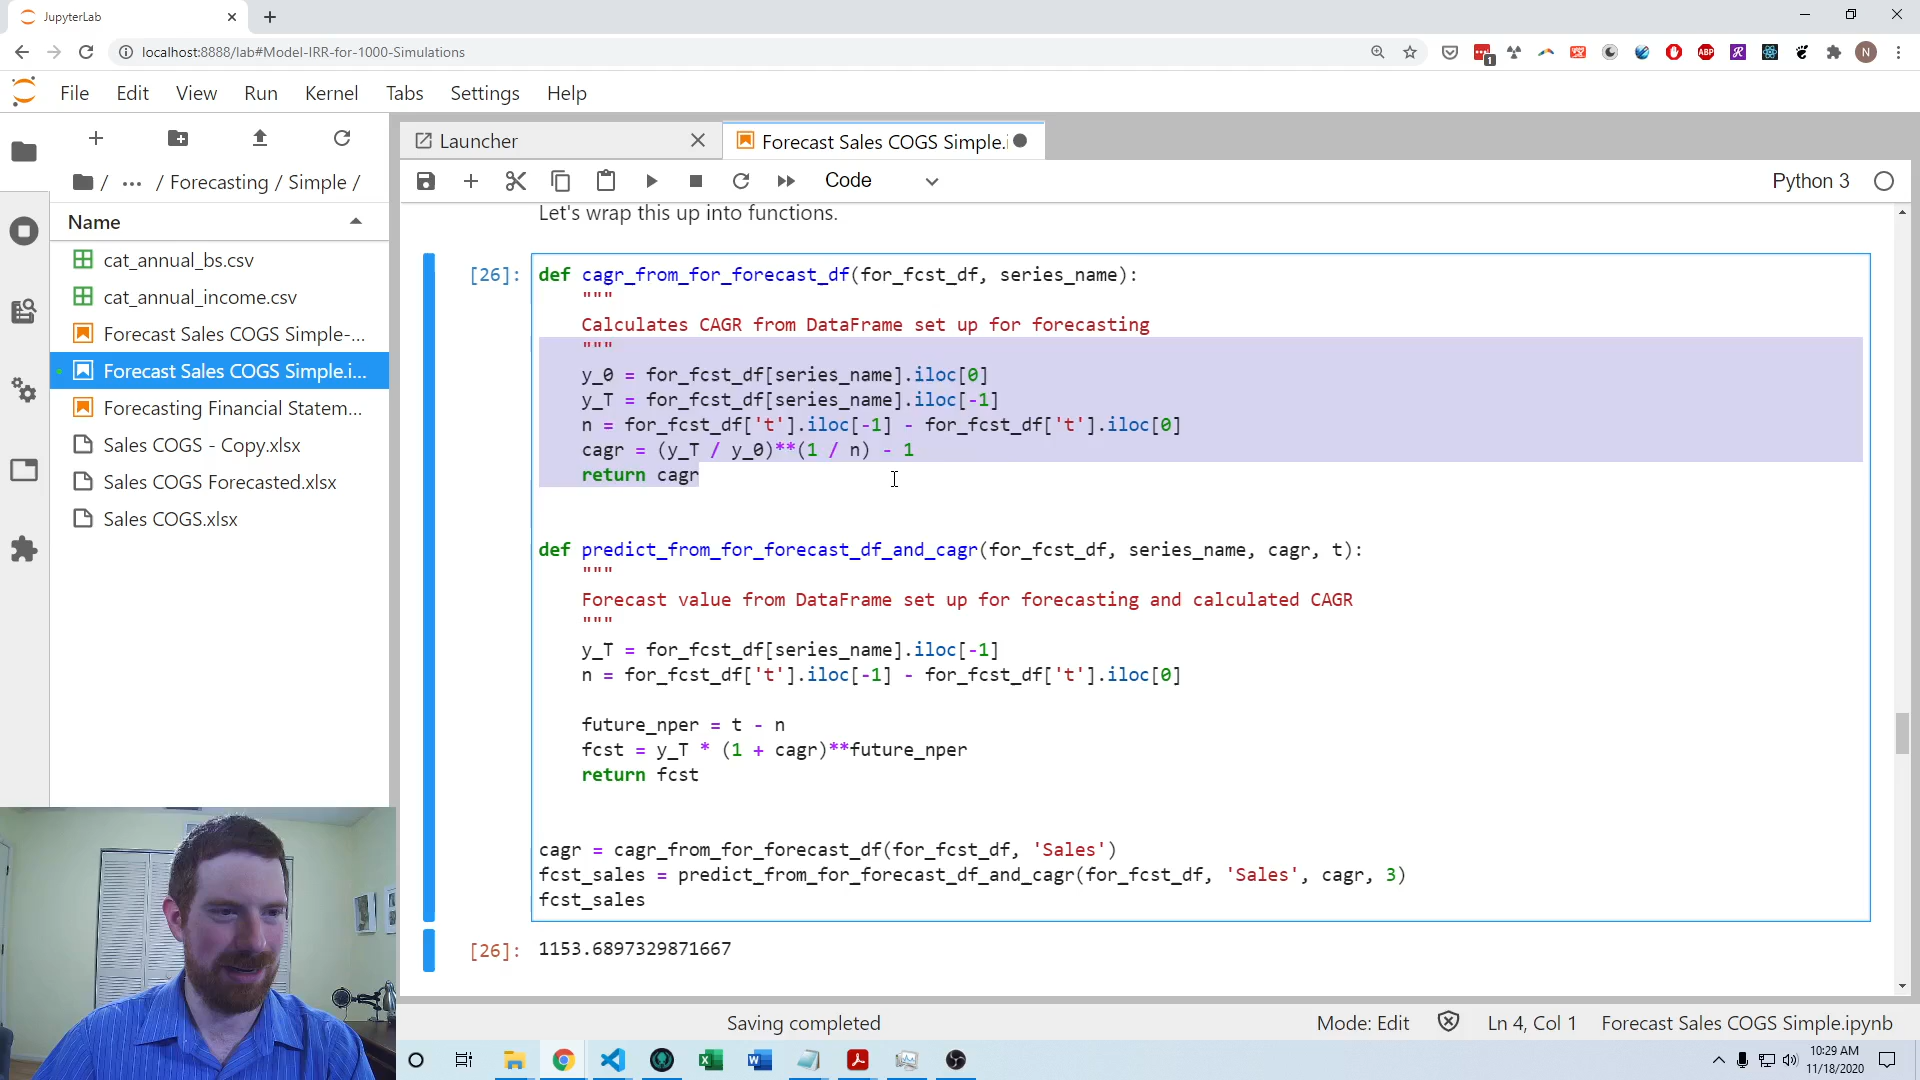 JupyterLab
localhost:8888/lab#Model-IRR-for-1000-Simulations
1
ABP
R
N
File Edit View Run Kernel Tabs Settings Help
Launcher
Forecast Sales COGS Simple.i
/ ... / Forecasting / Simple /
Code
Python 3
Name
cat_annual_bs.csv
cat_annual_income.csv
Forecast Sales COGS Simple-...
Forecast Sales COGS Simple.i...
Forecasting Financial Statem...
Sales COGS - Copy.xlsx
Sales COGS Forecasted.xlsx
Sales COGS.xlsx
Let's wrap this up into functions.
[26]:
def cagr_from_for_forecast_df(for_fcst_df, series_name):
"""
Calculates CAGR from DataFrame set up for forecasting
"""
y_0 = for_fcst_df[series_name].iloc[0]
y_T = for_fcst_df[series_name].iloc[-1]
n = for_fcst_df['t'].iloc[-1] - for_fcst_df['t'].iloc[0]
cagr = (y_T / y_0)**(1 / n) - 1
return cagr
def predict_from_for_forecast_df_and_cagr(for_fcst_df, series_name, cagr, t):
"""
Forecast value from DataFrame set up for forecasting and calculated CAGR
"""
y_T = for_fcst_df[series_name].iloc[-1]
n = for_fcst_df['t'].iloc[-1] - for_fcst_df['t'].iloc[0]
future_nper = t - n
fcst = y_T * (1 + cagr)**future_nper
return fcst
cagr = cagr_from_for_forecast_df(for_fcst_df, 'Sales')
fcst_sales = predict_from_for_forecast_df_and_cagr(for_fcst_df, 'Sales', cagr, 3)
fcst_sales
[26]: 1153.6897329871667
Saving completed
Mode: Edit
Ln 4, Col 1
Forecast Sales COGS Simple.ipynb
10:29 AM
11/18/2020